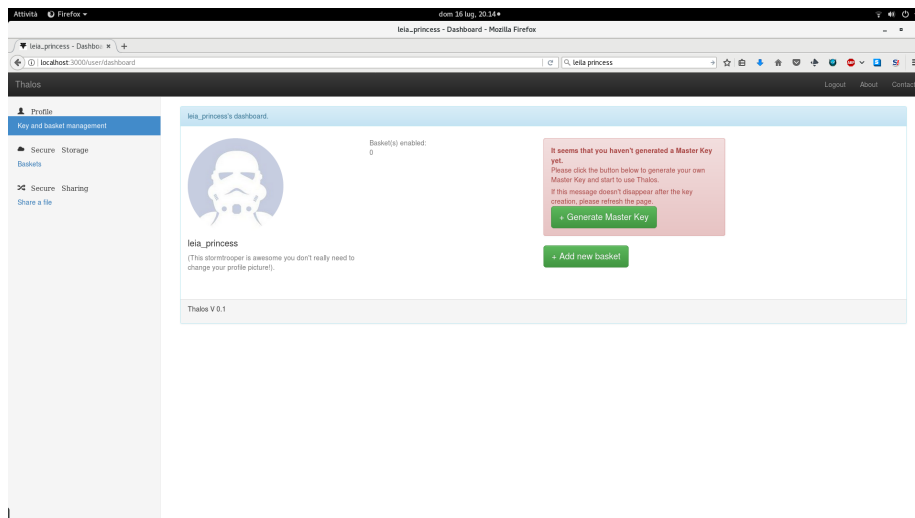 Attività Firefox
dom 16 lug, 20.14
leia_princess - Dashboard - Mozilla Firefox
leia_princess - Dashboa
localhost:3000/user/dashboard
leila princess
Thalos
Logout About Contact
Profile
Key and basket management
Secure Storage
Baskets
Secure Sharing
Share a file
leia_princess's dashboard.
Basket(s) enabled:
0
leia_princess
(This stormtrooper is awesome you don't really need to
change your profile picture!).
It seems that you haven't generated a Master Key
yet.
Please click the button below to generate your own
Master Key and start to use Thalos.
If this message doesn't disappear after the key
creation, please refresh the page.
+ Generate Master Key
+ Add new basket
Thalos V 0.1